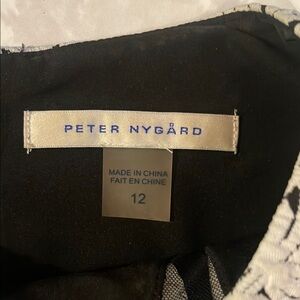 PETER NYGÅRD
MADE IN CHINA
FAIT EN CHINE
12